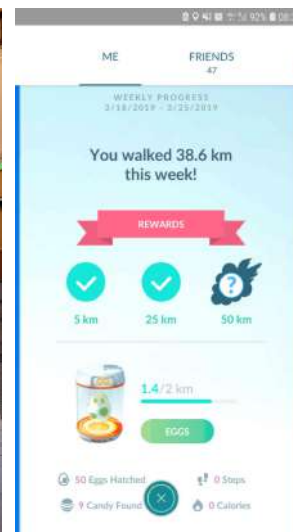 92%
ME
FRIENDS
47
WEEKLY PROGRESS
3/18/2019 - 3/25/2019
You walked 38.6 km
this week!
REWARDS
?
5 km
25 km
50 km
1.4/2 km
EGGS
50 Eggs Hatched
0 Steps
9 Candy Found
0 Calories